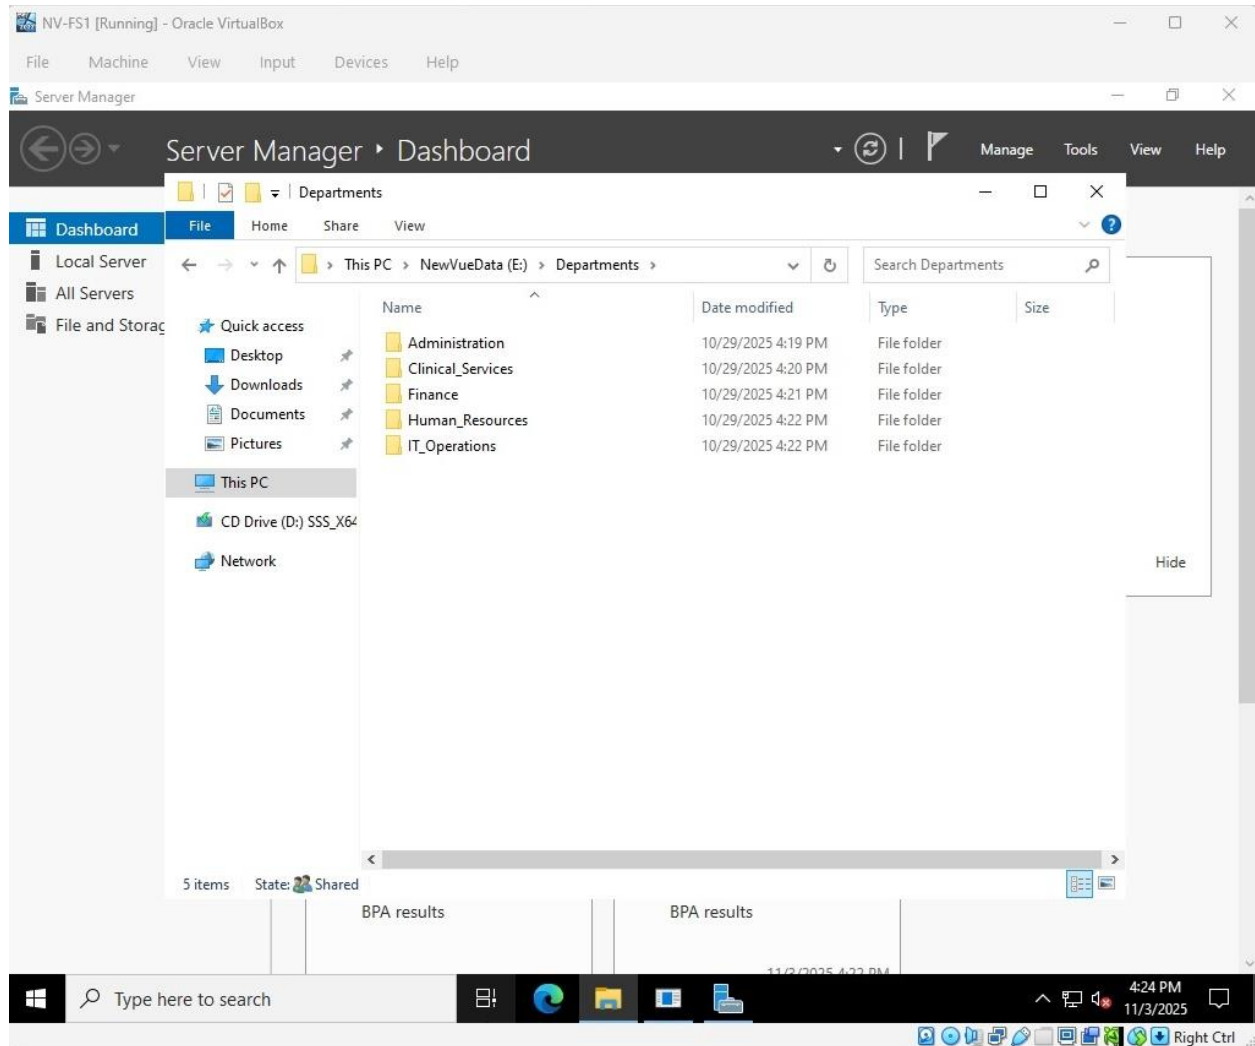 NV-FS1 [Running] - Oracle VirtualBox
File Machine View Input Devices Help
Server Manager
Server Manager ‣ Dashboard Manage Tools View Help
Departments
File Home Share View
This PC > NewVueData (E:) > Departments > Search Departments
Dashboard
Local Server
All Servers
File and Storag
Quick access
Desktop
Downloads
Documents
Pictures
This PC
CD Drive (D:) SSS_X64
Network
Name Date modified Type Size
Administration 10/29/2025 4:19 PM File folder
Clinical_Services 10/29/2025 4:20 PM File folder
Finance 10/29/2025 4:21 PM File folder
Human_Resources 10/29/2025 4:22 PM File folder
IT_Operations 10/29/2025 4:22 PM File folder
Hide
5 items State: Shared
BPA results BPA results
11/3/2025 4:22 PM
Type here to search 4:24 PM
11/3/2025
Right Ctrl